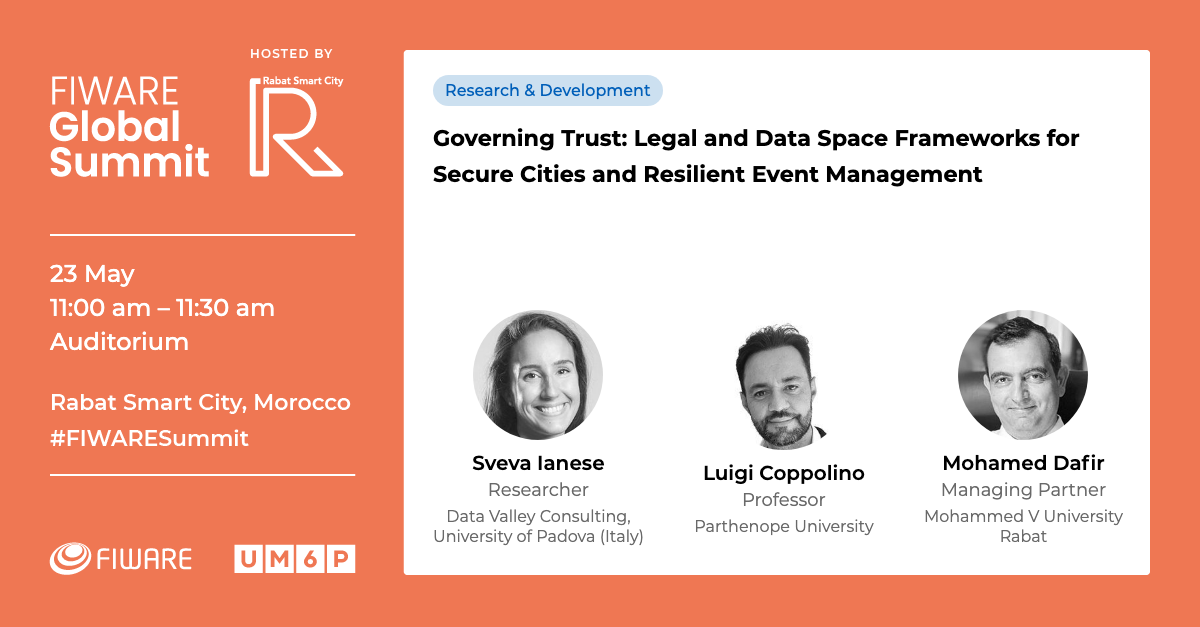 HOSTED BY
FIWARE
Global
Summit
Rabat Smart City
R
23 May
11:00 am – 11:30 am
Auditorium
Rabat Smart City, Morocco
#FIWARESummit
FIWARE
UM6P
Research & Development
Governing Trust: Legal and Data Space Frameworks for
Secure Cities and Resilient Event Management
Sveva Ianese
Researcher
Data Valley Consulting,
University of Padova (Italy)
Luigi Coppolino
Professor
Parthenope University
Mohamed Dafir
Managing Partner
Mohammed V University
Rabat